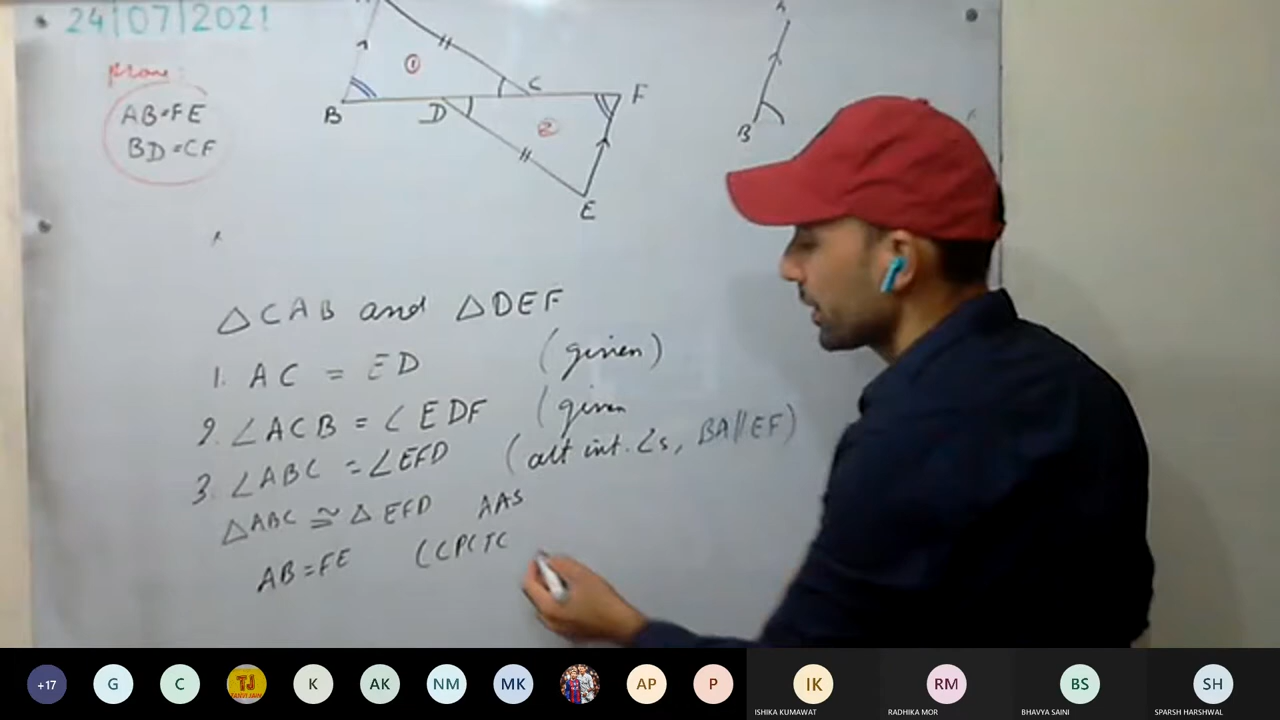 24/07/2021
prove:
AB=FE
BD=CF
①
C
F
B
D
②
E
B
△CAB and △DEF
1. AC = ED (given)
2. ∠ACB = ∠EDF (given
3. ∠ABC = ∠EFD (alt int. ∠s, BA//EF)
△ABC ≅ △EFD AAS
AB=FE (CPCTC
+17
G
C
TJ
TANVI JAIN
K
AK
NM
MK
AP
P
IK
RM
BS
SH
ISHIKA KUMAWAT
RADHIKA MOR
BHAVYA SAINI
SPARSH HARSHWAL